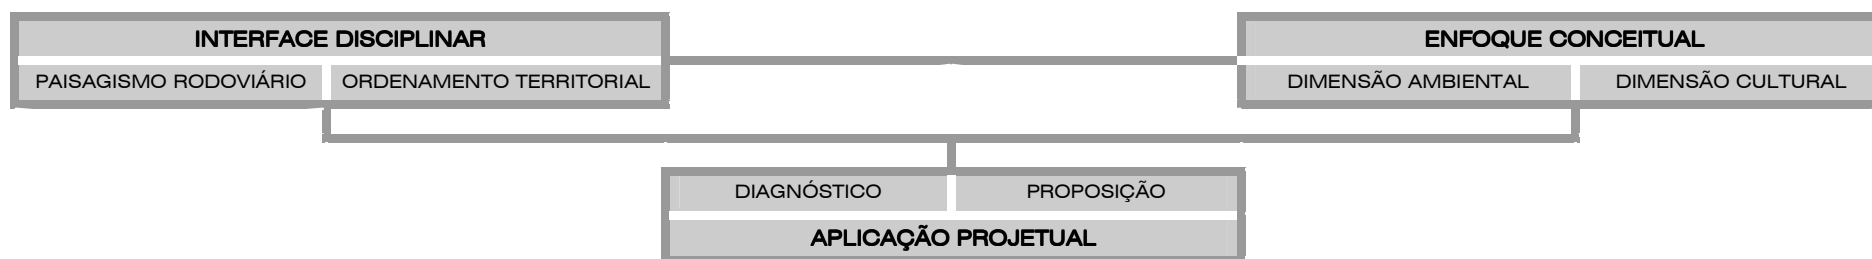 INTERFACE DISCIPLINAR
PAISAGISMO RODOVIÁRIO
ORDENAMENTO TERRITORIAL
ENFOQUE CONCEITUAL
DIMENSÃO AMBIENTAL
DIMENSÃO CULTURAL
DIAGNÓSTICO
PROPOSIÇÃO
APLICAÇÃO PROJETUAL